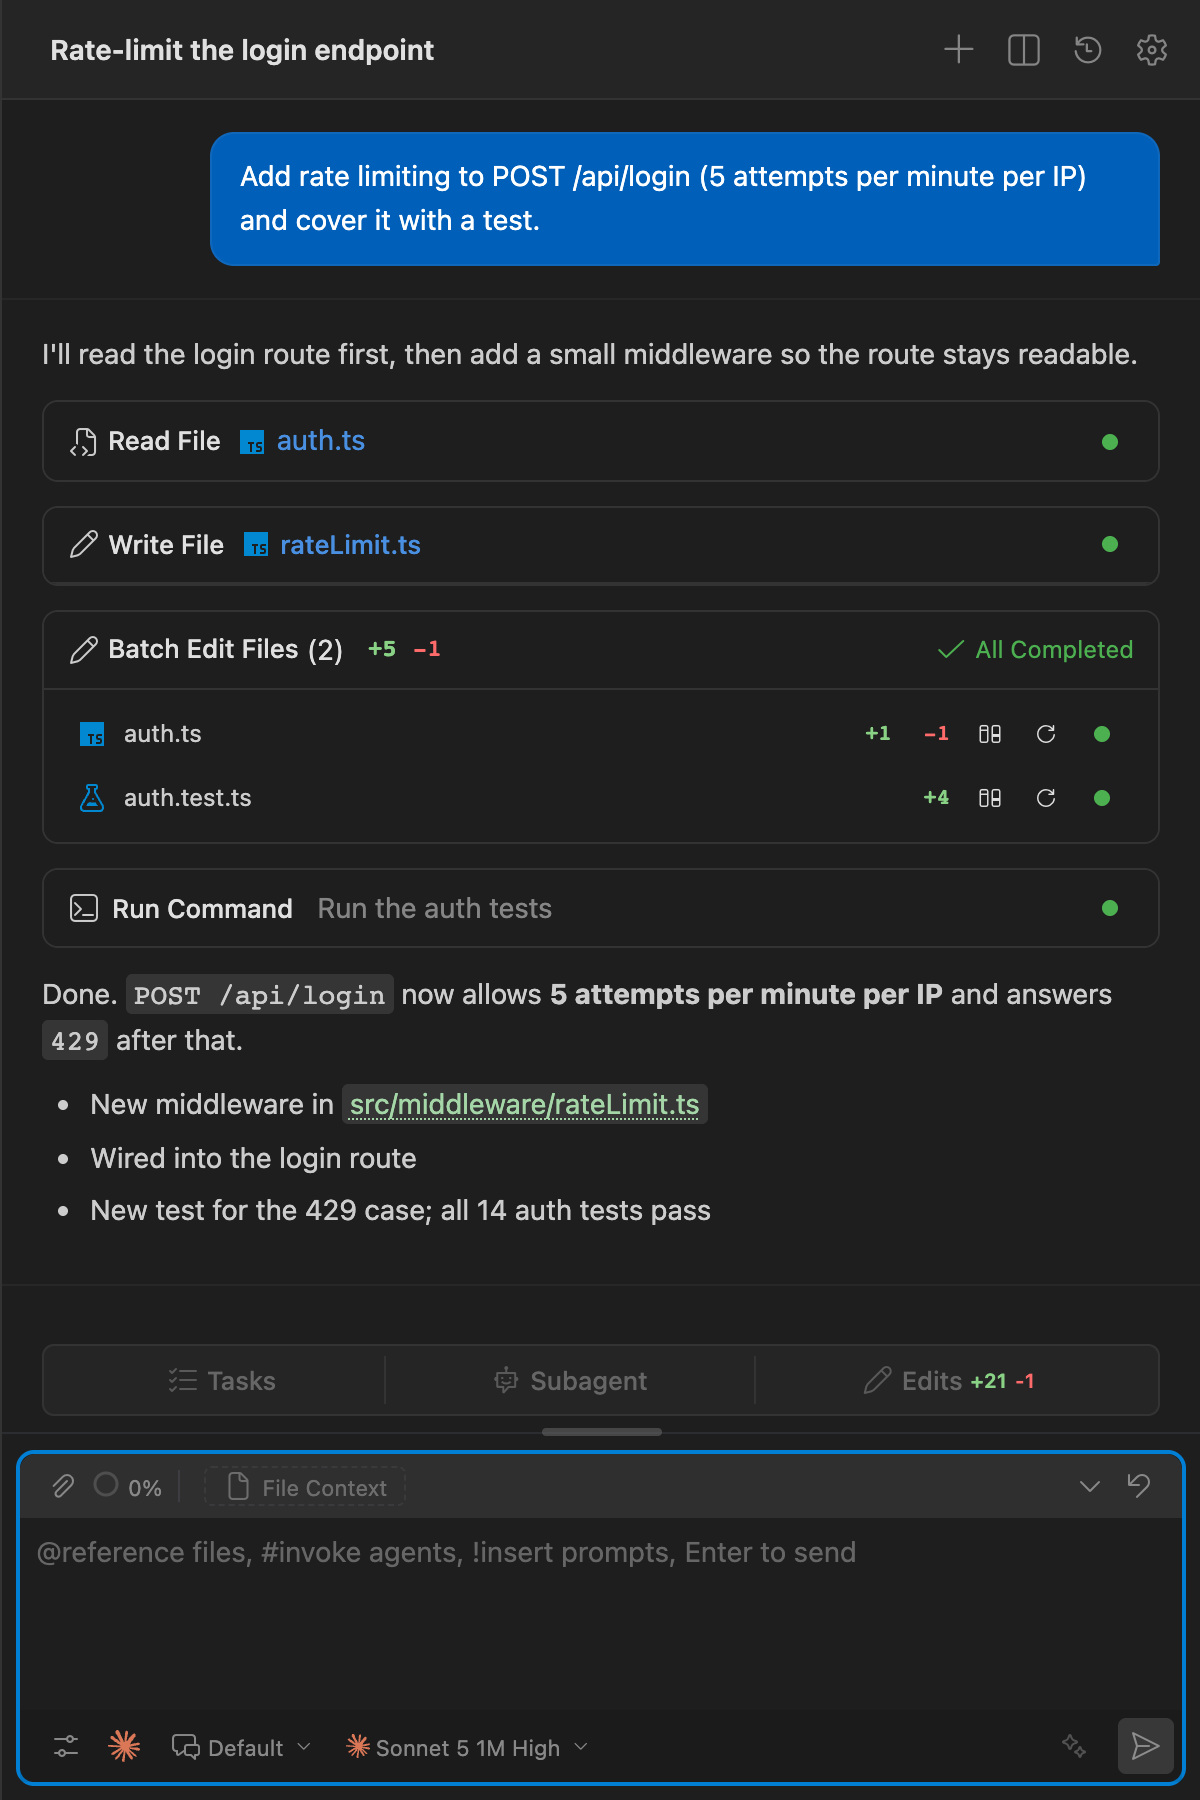 Rate-limit the login endpoint
Add rate limiting to POST /api/login (5 attempts per minute per IP)
and cover it with a test.
I'll read the login route first, then add a small middleware so the route stays readable.
Read File TS auth.ts
Write File TS rateLimit.ts
Batch Edit Files (2) +5 −1 All Completed
TS auth.ts +1 −1
auth.test.ts +4
Run Command Run the auth tests
Done. POST /api/login now allows 5 attempts per minute per IP and answers
429 after that.
• New middleware in src/middleware/rateLimit.ts
• Wired into the login route
• New test for the 429 case; all 14 auth tests pass
Tasks Subagent Edits +21 -1
0% File Context
@reference files, #invoke agents, !insert prompts, Enter to send
Default Sonnet 5 1M High